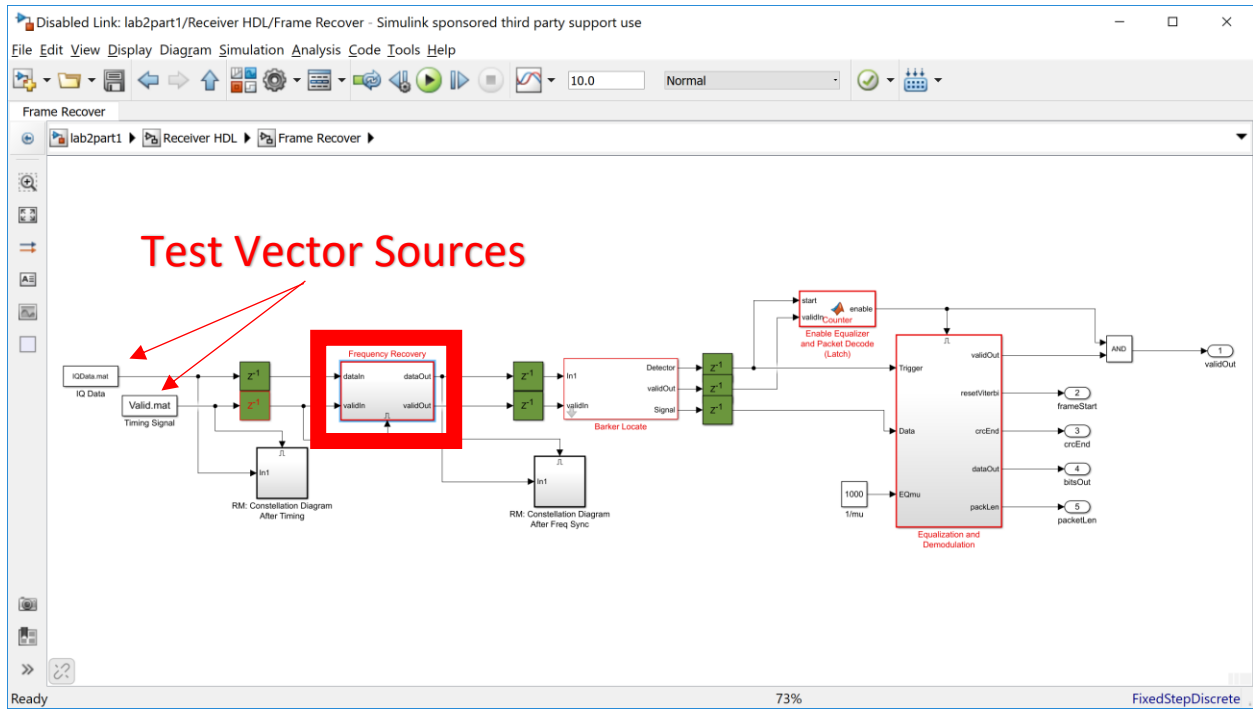 Disabled Link: lab2part1/Receiver HDL/Frame Recover - Simulink sponsored third party support use
File Edit View Display Diagram Simulation Analysis Code Tools Help
10.0
Normal
Frame Recover
lab2part1
Receiver HDL
Frame Recover
Test Vector Sources
IQData.mat
IQ Data
Valid.mat
Timing Signal
z-1
z-1
In1
RM: Constellation Diagram
After Timing
Frequency Recovery
dataIn
dataOut
validIn
validOut
z-1
z-1
In1
RM: Constellation Diagram
After Freq Sync
In1
Detector
validOut
validIn
Signal
Barker Locate
z-1
z-1
z-1
start
enable
validIn
Counter
Enable Equalizer
and Packet Decode
(Latch)
1000
1/mu
Trigger
validOut
resetViterbi
Data
crcEnd
dataOut
EQmu
packLen
Equalization and
Demodulation
AND
1
validOut
2
frameStart
3
crcEnd
4
bitsOut
5
packetLen
Ready
73%
FixedStepDiscrete